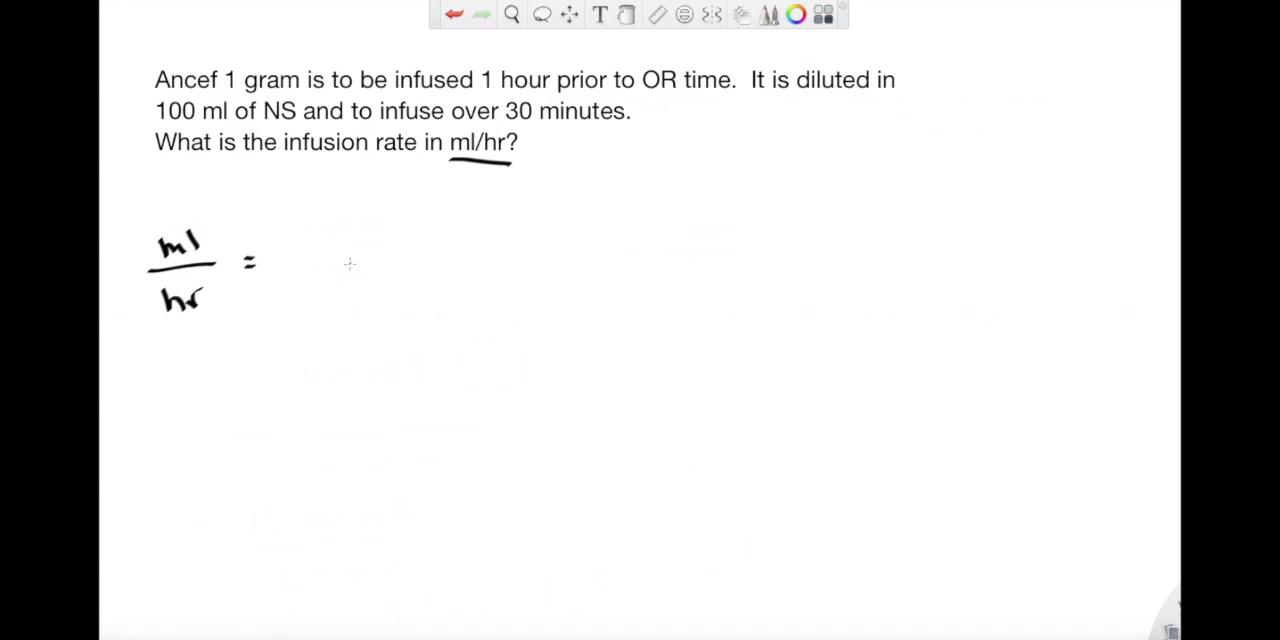 Ancef 1 gram is to be infused 1 hour prior to OR time.  It is diluted in
100 ml of NS and to infuse over 30 minutes.
What is the infusion rate in ml/hr?
ml
hr
=